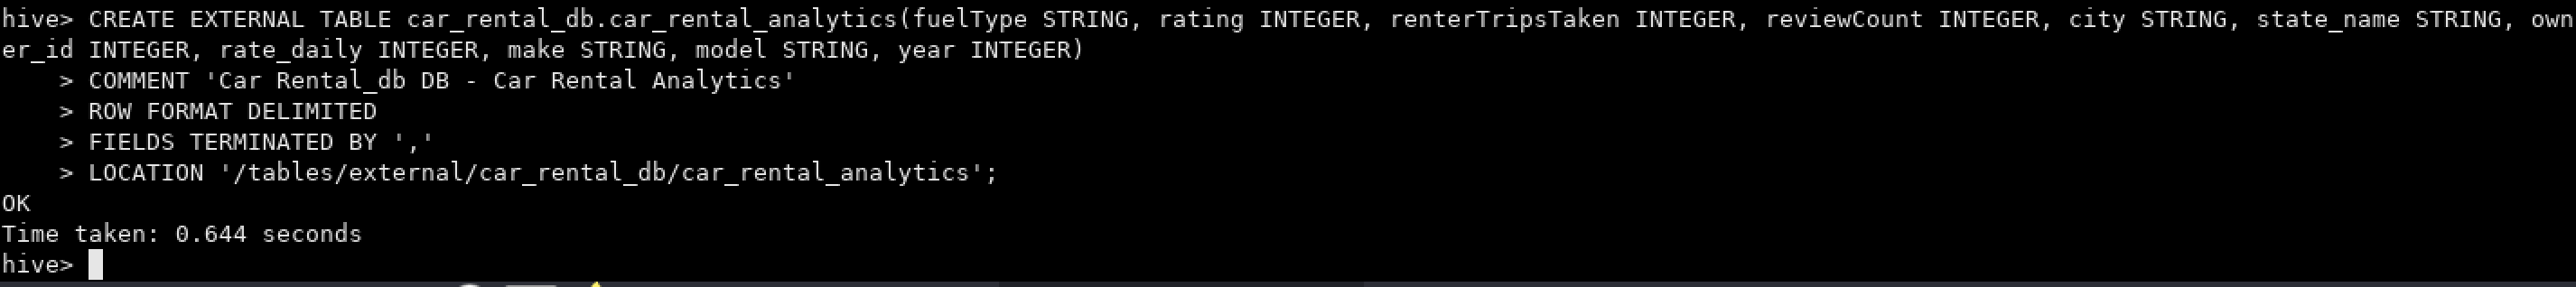 hive> CREATE EXTERNAL TABLE car_rental_db.car_rental_analytics(fuelType STRING, rating INTEGER, renterTripsTaken INTEGER, reviewCount INTEGER, city STRING, state_name STRING, own
er_id INTEGER, rate_daily INTEGER, make STRING, model STRING, year INTEGER)
    > COMMENT 'Car Rental_db DB - Car Rental Analytics'
    > ROW FORMAT DELIMITED
    > FIELDS TERMINATED BY ','
    > LOCATION '/tables/external/car_rental_db/car_rental_analytics';
OK
Time taken: 0.644 seconds
hive>